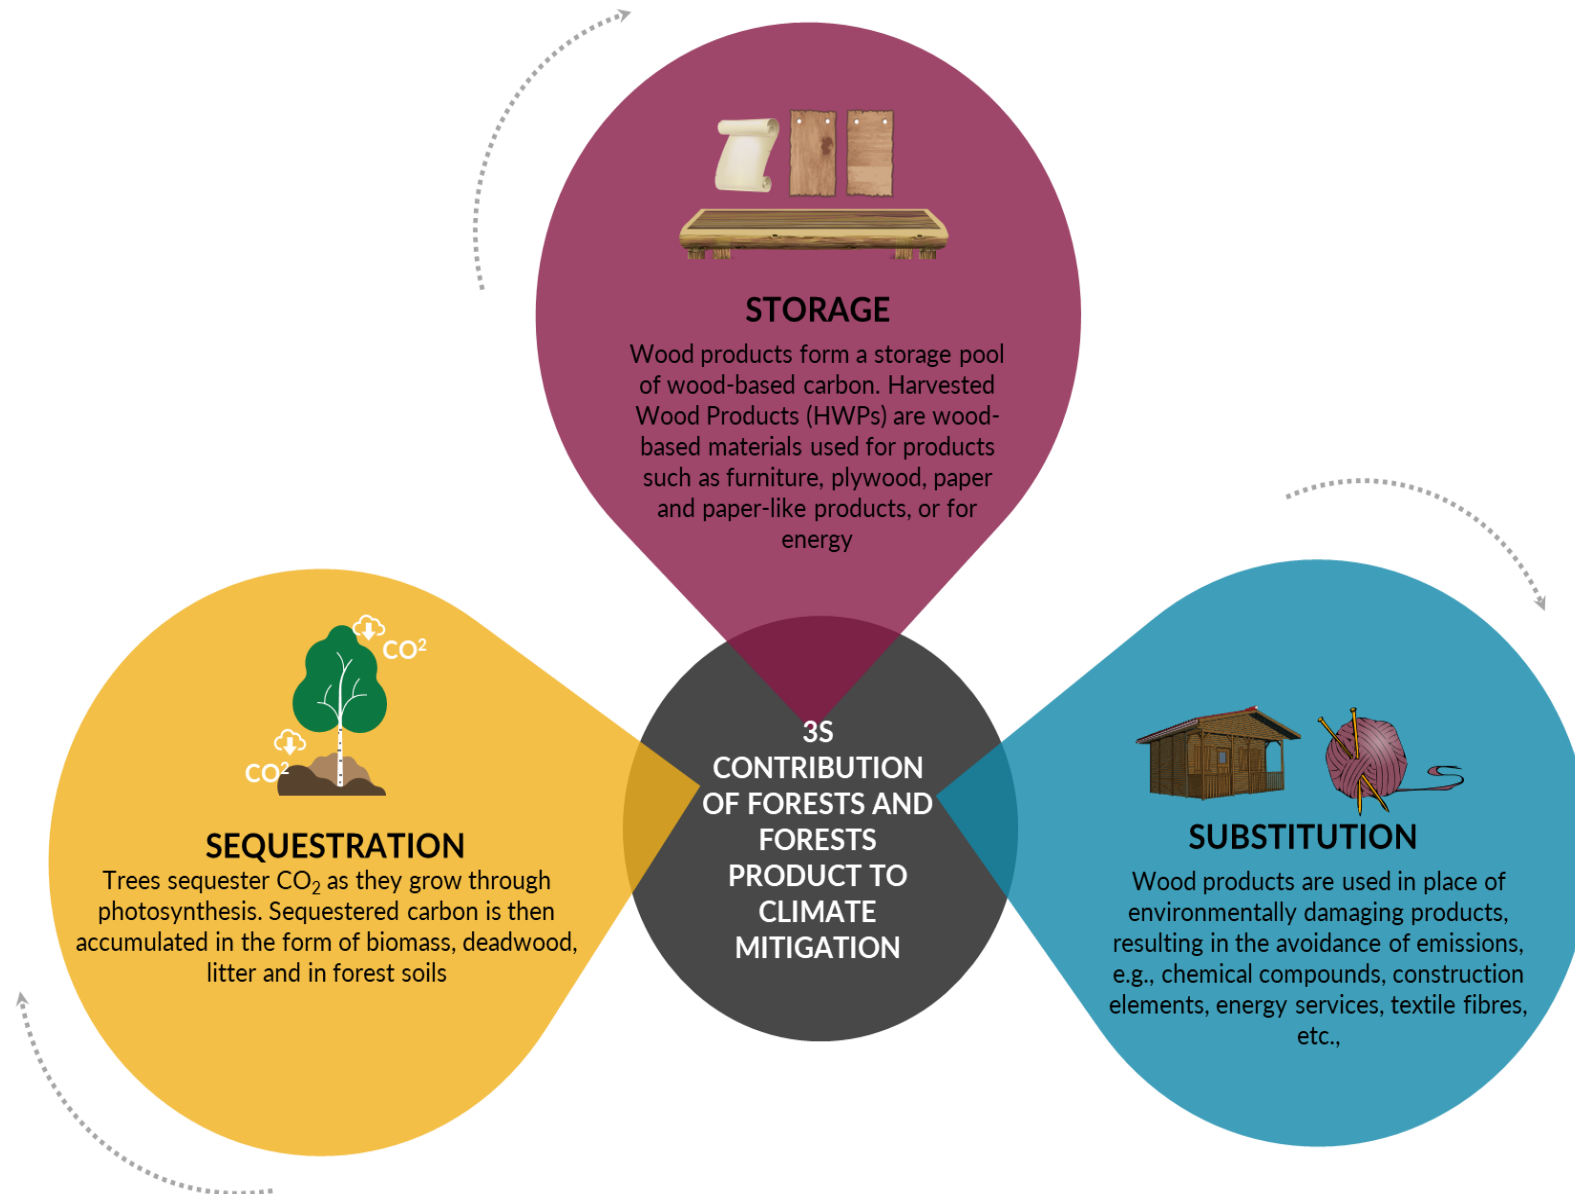 STORAGE
Wood products form a storage pool
of wood-based carbon. Harvested
Wood Products (HWPs) are wood-
based materials used for products
such as furniture, plywood, paper
and paper-like products, or for
energy
CO²
CO²
SEQUESTRATION
Trees sequester CO₂ as they grow through
photosynthesis. Sequestered carbon is then
accumulated in the form of biomass, deadwood,
litter and in forest soils
3S
CONTRIBUTION
OF FORESTS AND
FORESTS
PRODUCT TO
CLIMATE
MITIGATION
SUBSTITUTION
Wood products are used in place of
environmentally damaging products,
resulting in the avoidance of emissions,
e.g., chemical compounds, construction
elements, energy services, textile fibres,
etc.,